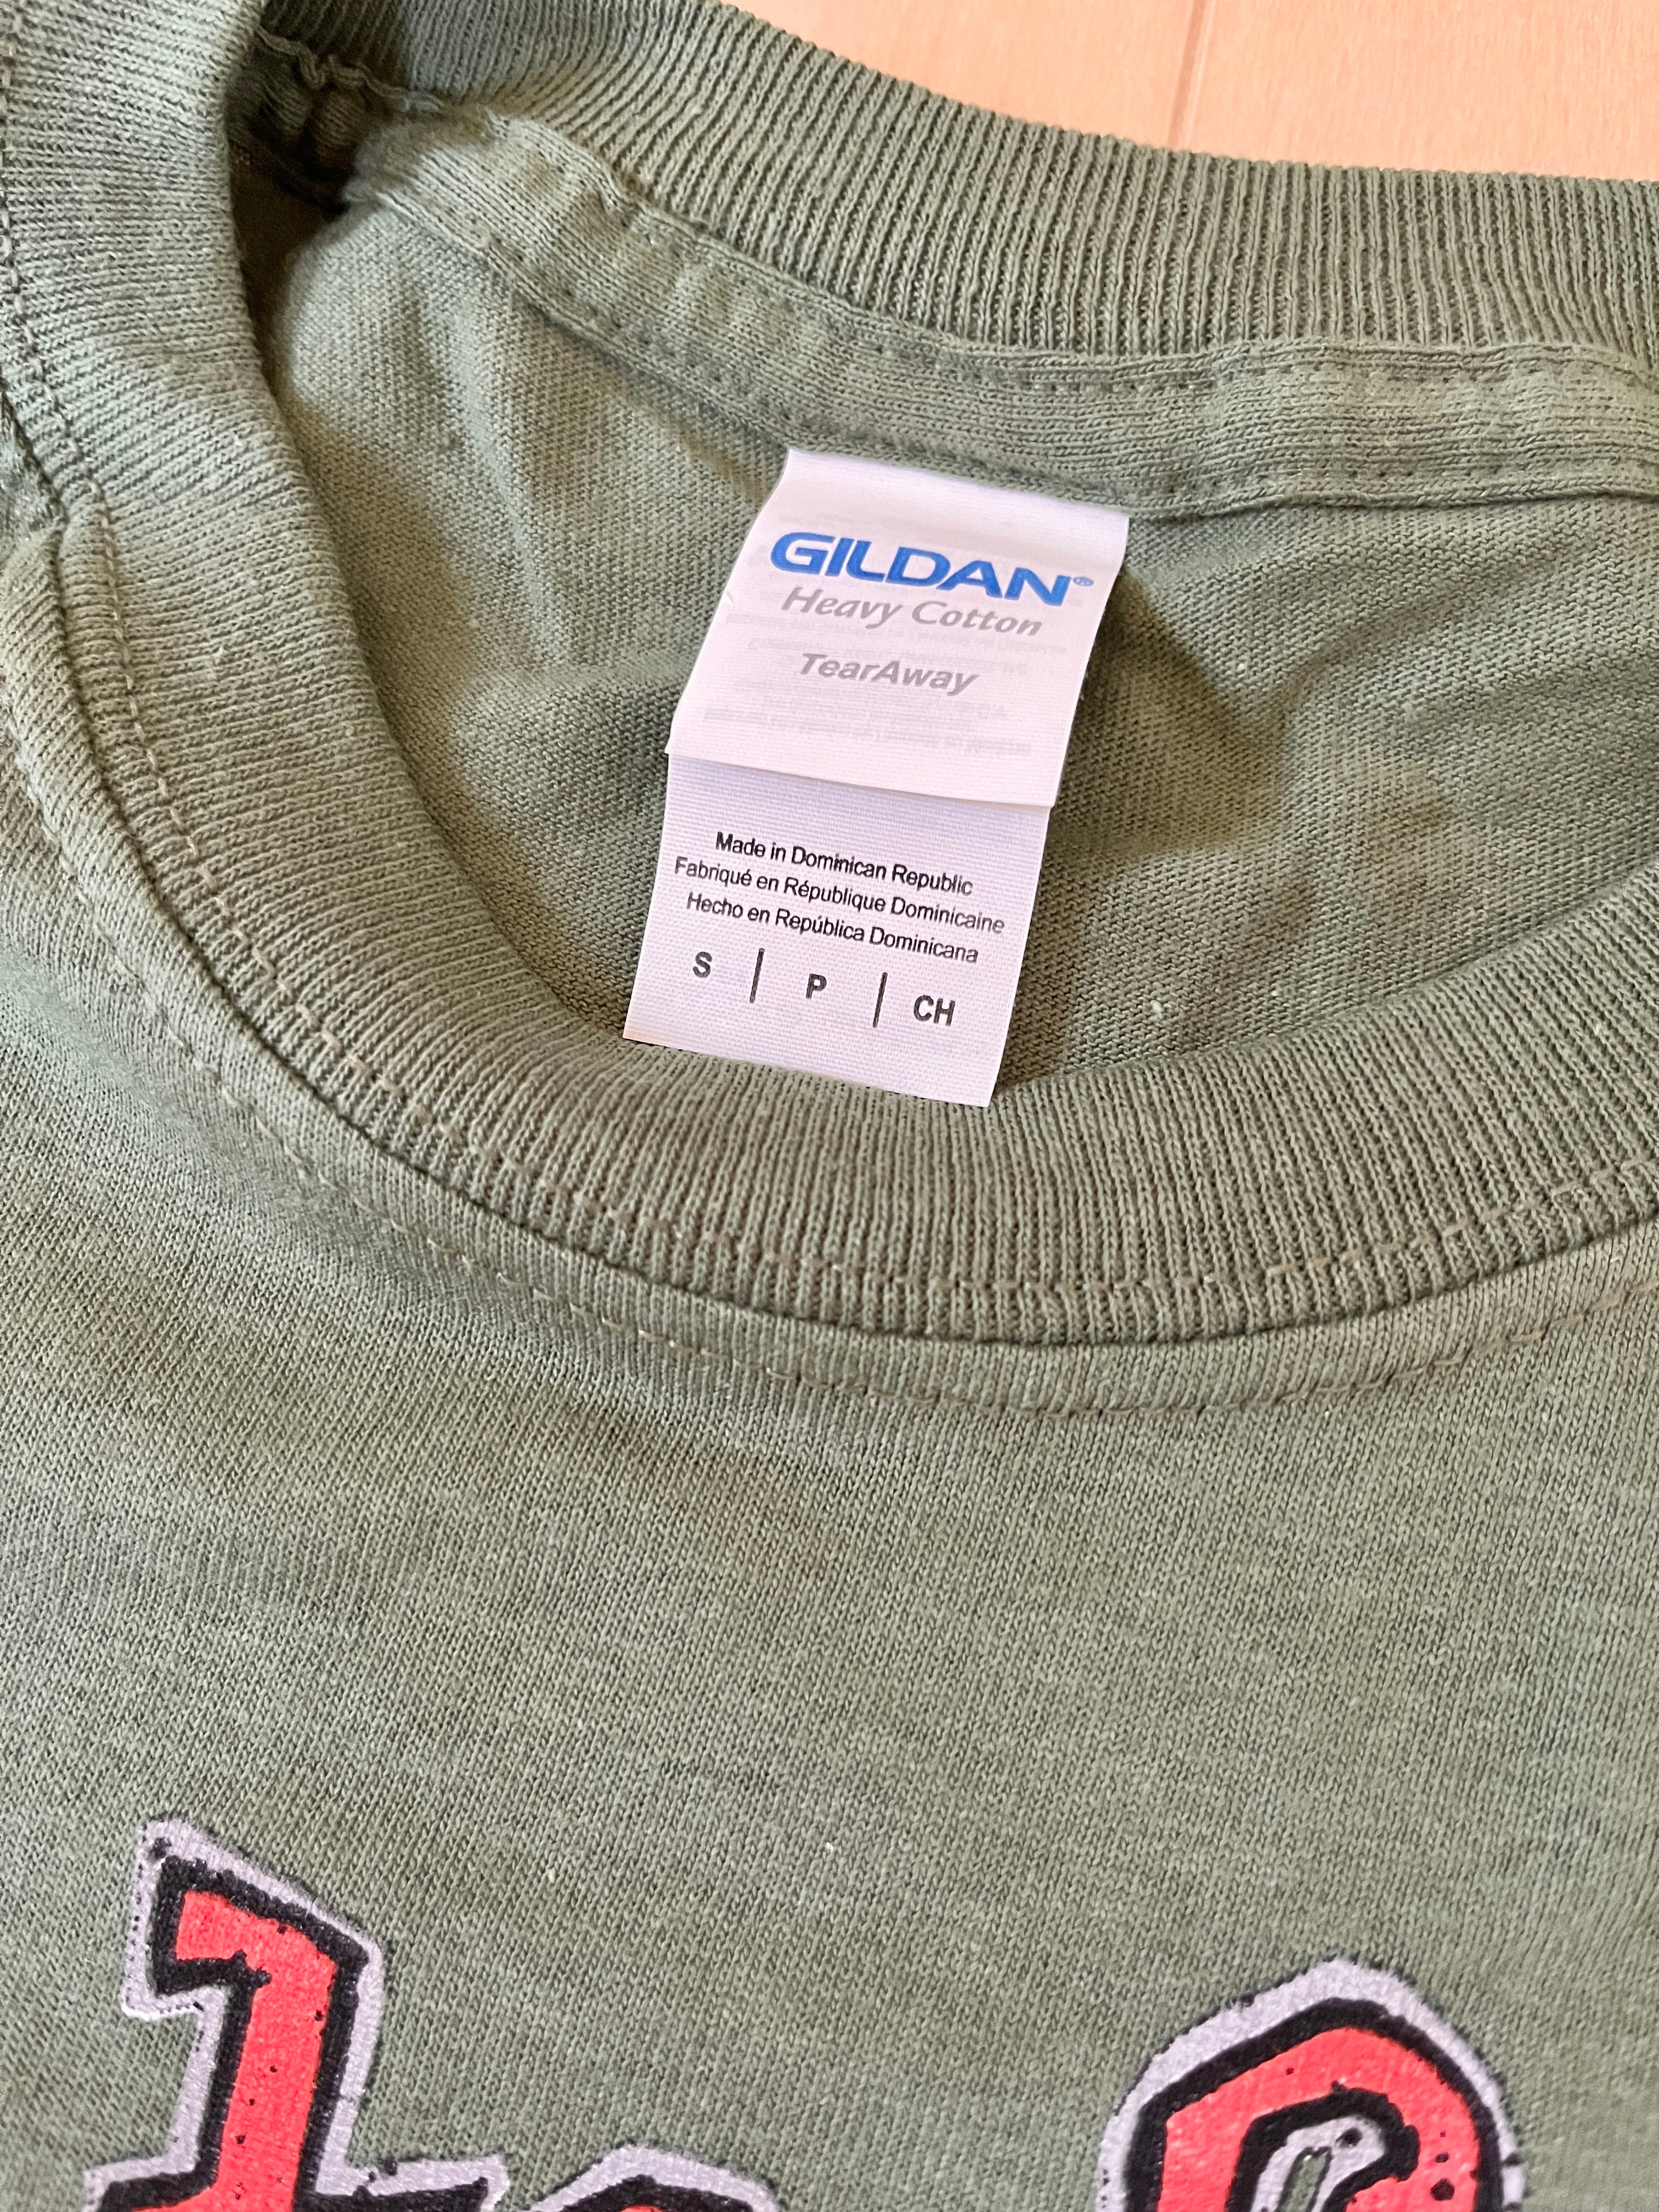 GILDAN®
Heavy Cotton
TearAway
Made in Dominican Republic
Fabriqué en République Dominicaine
Hecho en República Dominicana
S | P | CH